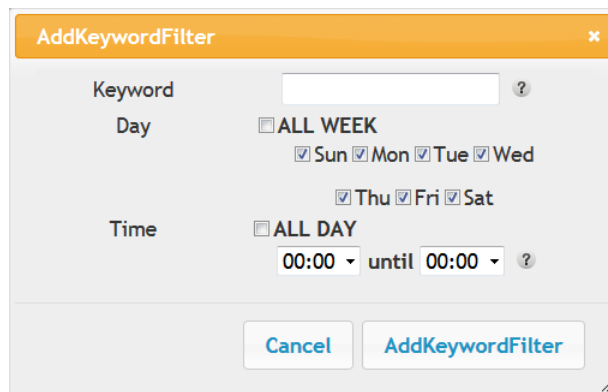 AddKeywordFilter ×
Keyword ?
Day ALL WEEK
Sun Mon Tue Wed
Thu Fri Sat
Time ALL DAY
00:00 until 00:00 ?
Cancel AddKeywordFilter